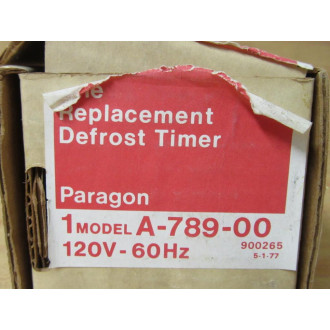 Replacement
Defrost Timer
Paragon
1 MODEL A-789-00
120V-60Hz 900265
5-1-77